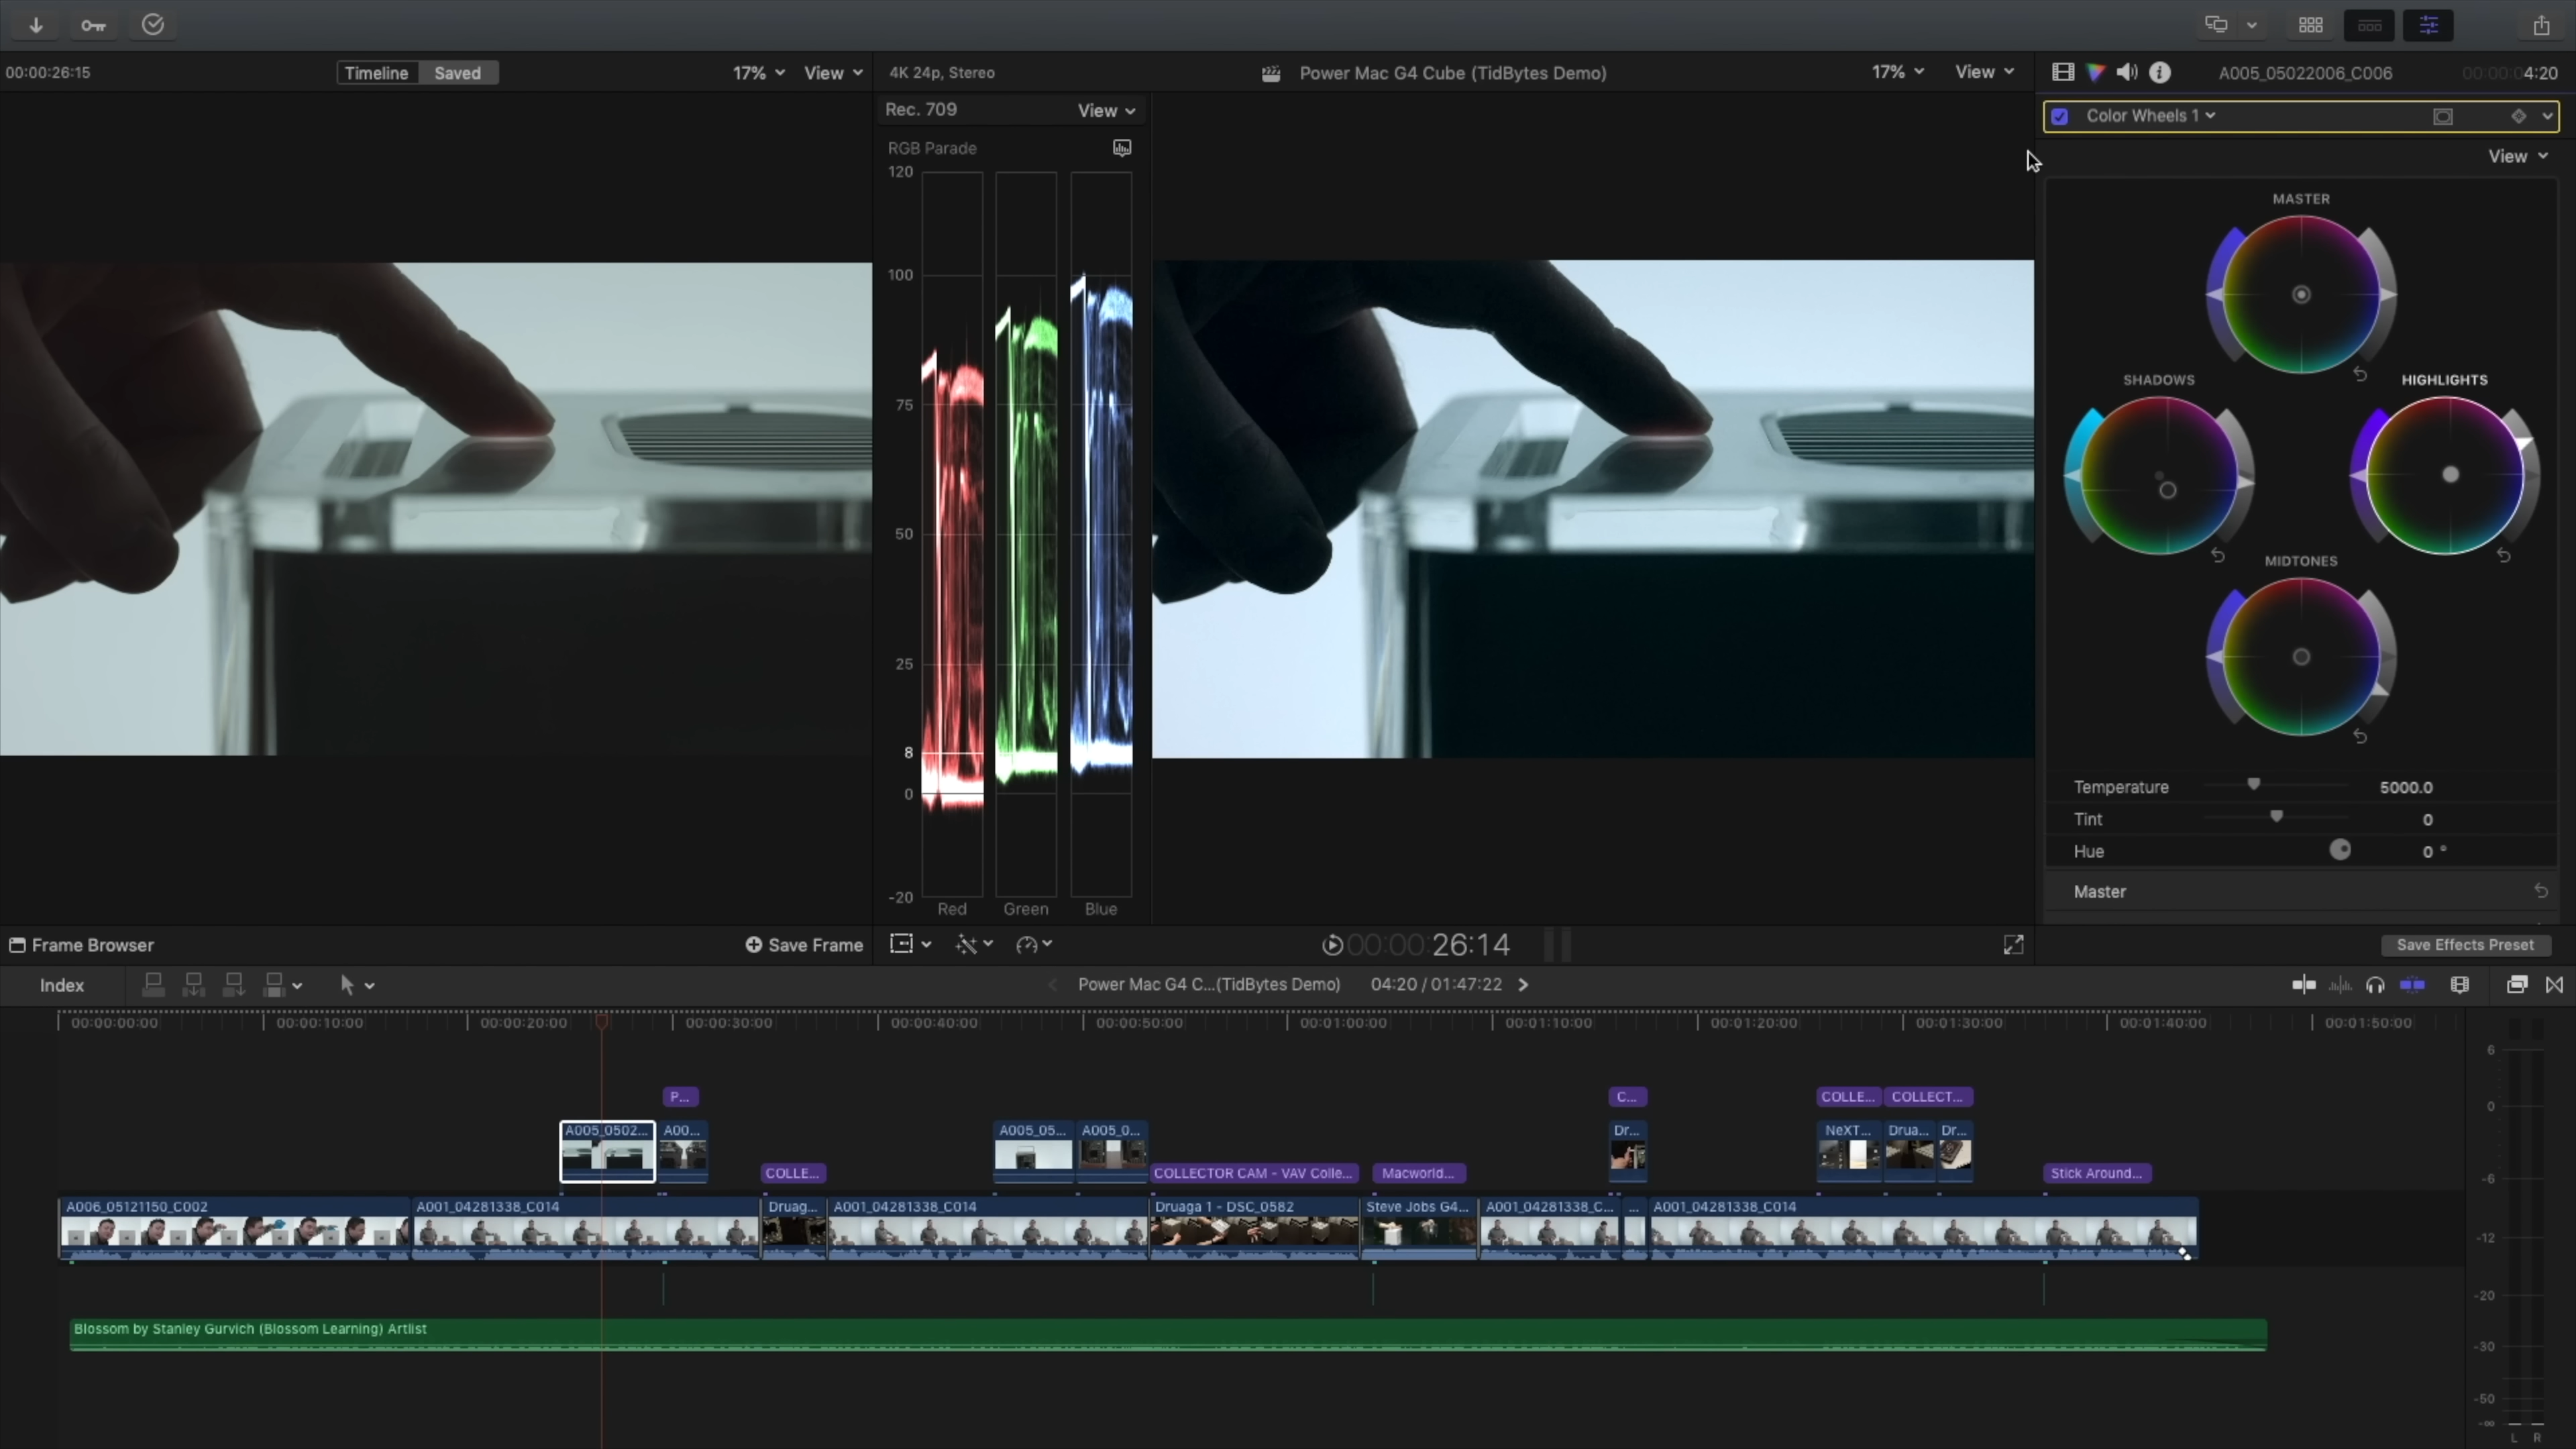 00:00:26:15
Timeline Saved
17% View
4K 24p, Stereo
Power Mac G4 Cube (TidBytes Demo)
17% View
A005_05022006_C006
00:00:04:20
Rec. 709
View
RGB Parade
120
100
75
50
25
8
0
-20
Red Green Blue
Color Wheels 1
View
MASTER
SHADOWS
HIGHLIGHTS
MIDTONES
Temperature 5000.0
Tint 0
Hue 0 °
Master
Frame Browser
Save Frame
00:00:26:14
Save Effects Preset
Index
Power Mac G4 C...(TidBytes Demo)
04:20 / 01:47:22
00:00:00:00 00:00:10:00 00:00:20:00 00:00:30:00 00:00:40:00 00:00:50:00 00:01:00:00 00:01:10:00 00:01:20:00 00:01:30:00 00:01:40:00 00:01:50:00
P... C... COLLE... COLLECT...
A005_0502... A00... A005_05... A005_0... Dr... NeXT... Drua... Dr...
COLLE... COLLECTOR CAM - VAV Colle... Macworld... Stick Around...
A006_05121150_C002 A001_04281338_C014 Druag... A001_04281338_C014 Druaga 1 - DSC_0582 Steve Jobs G4... A001_04281338_C... ... A001_04281338_C014
Blossom by Stanley Gurvich (Blossom Learning) Artlist
6
0
-6
-12
-20
-30
-50
-∞
L R